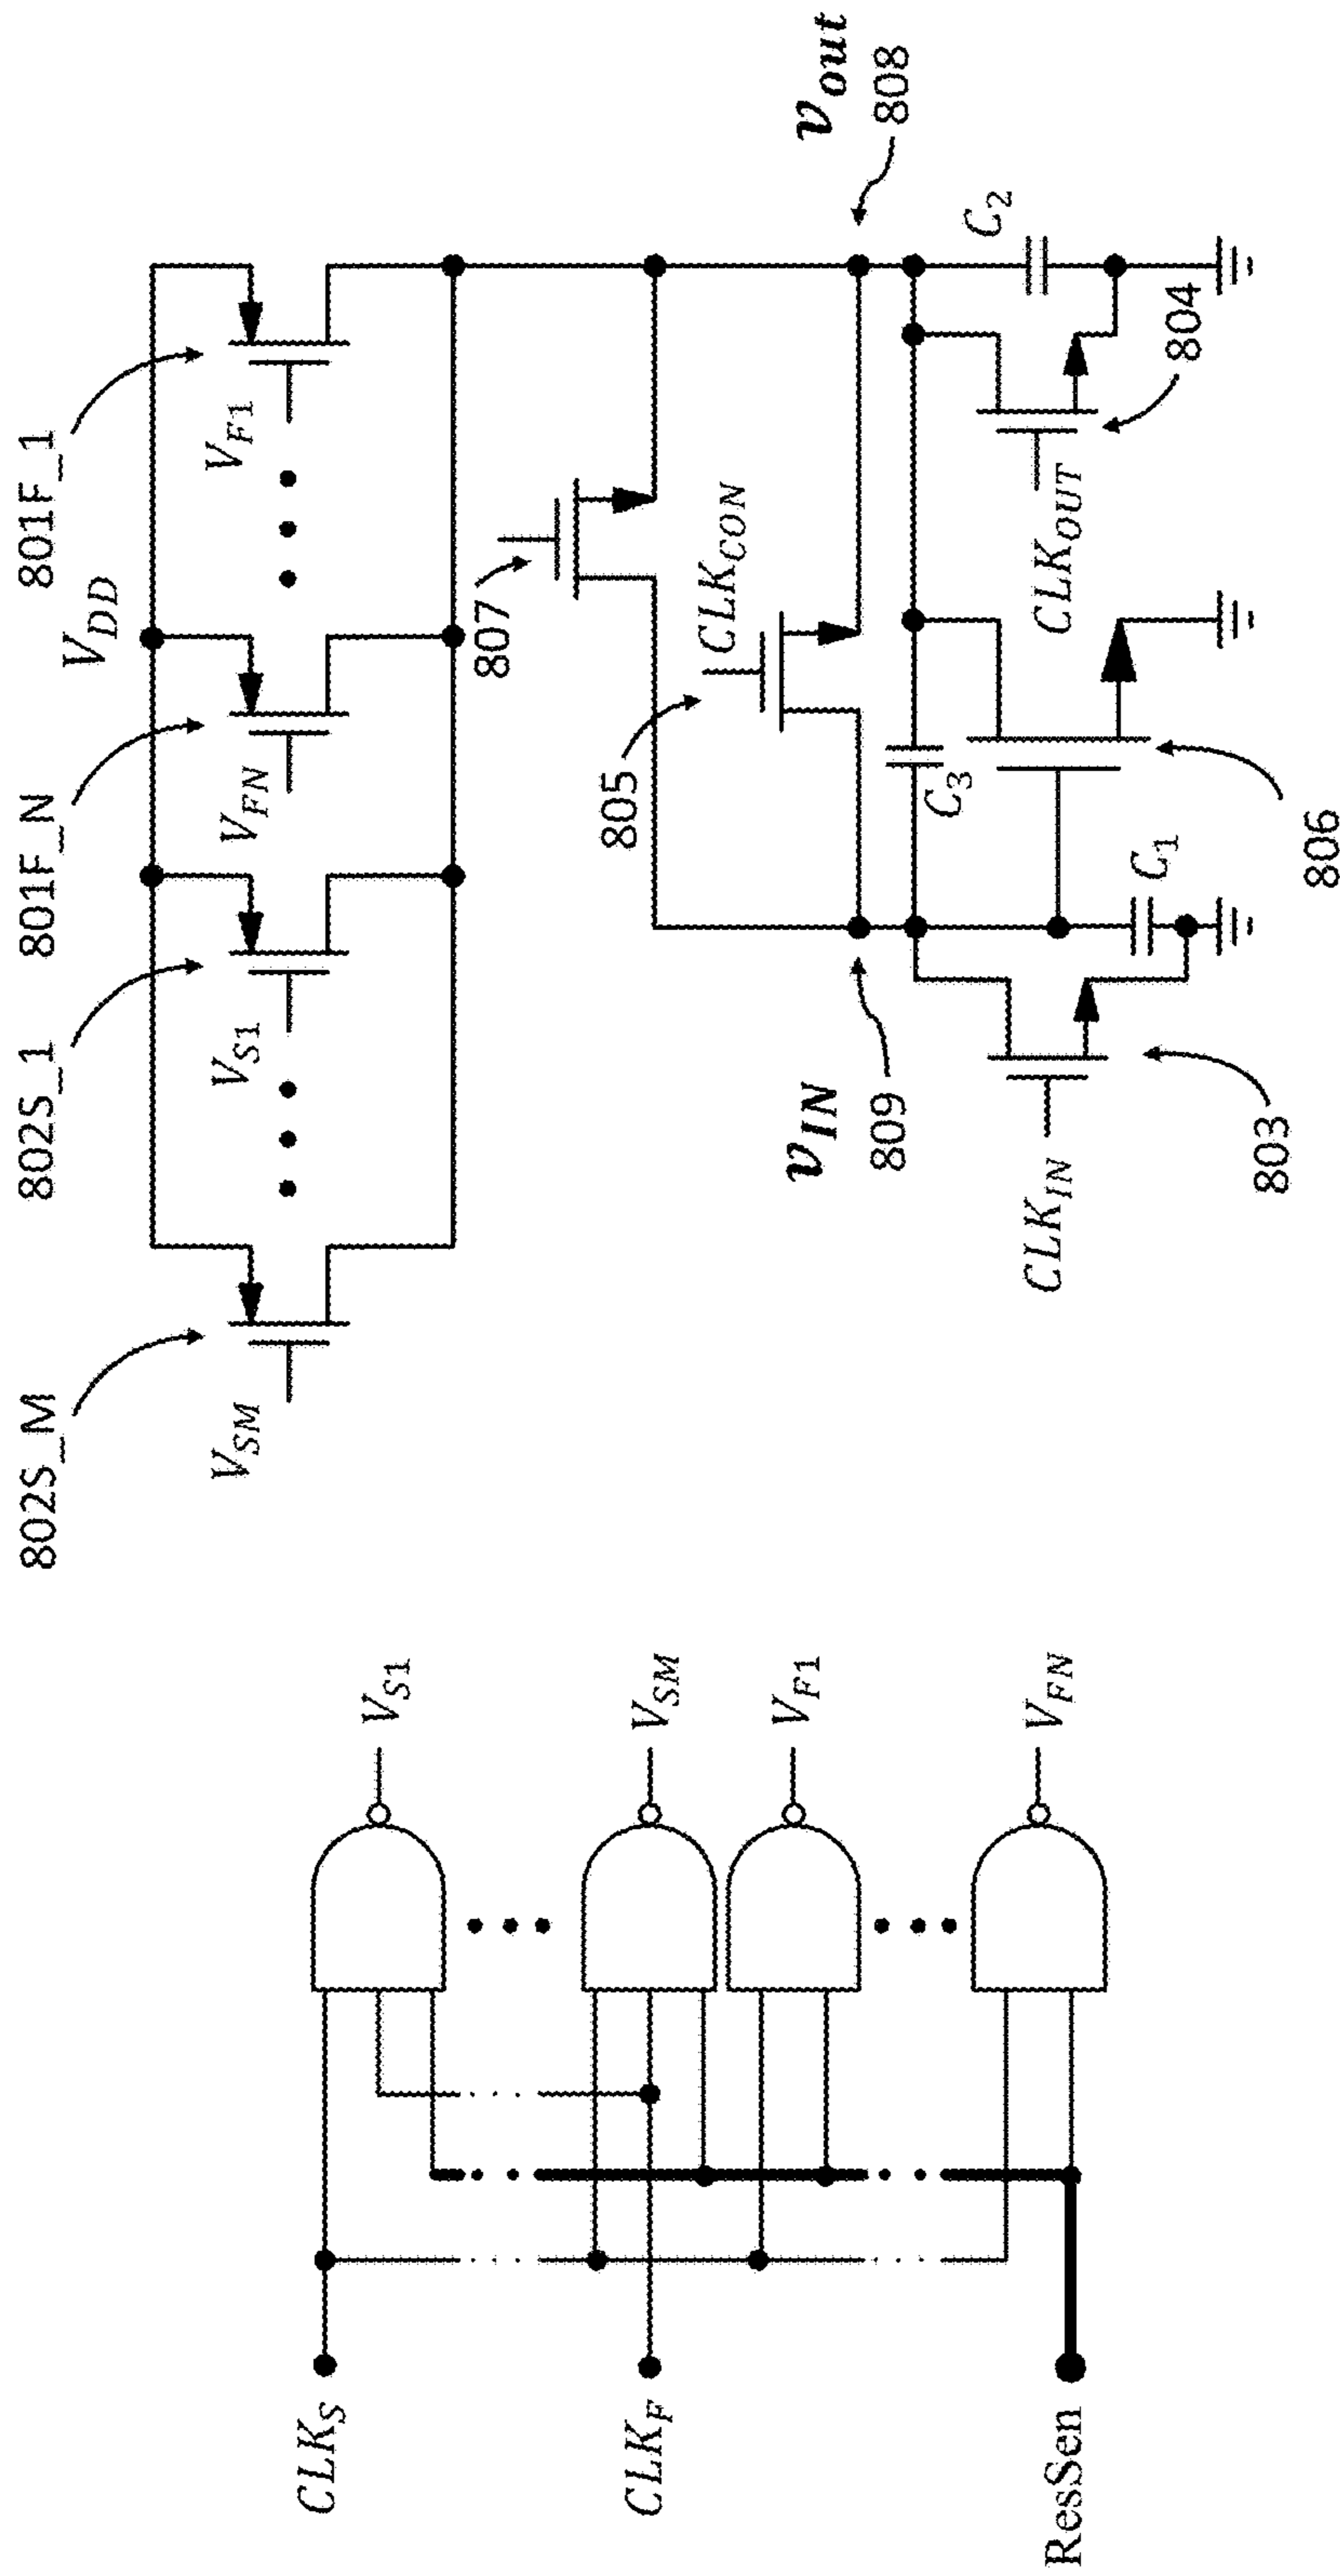 CLK_S
CLK_F
ResSen
V_S1
V_SM
V_F1
V_FN
802S_M
802S_1
801F_N
801F_1
V_DD
V_SM
V_S1
V_FN
V_F1
807
805
CLK_CON
v_IN
809
v_out
808
C_3
C_2
C_1
CLK_IN
CLK_OUT
803
806
804